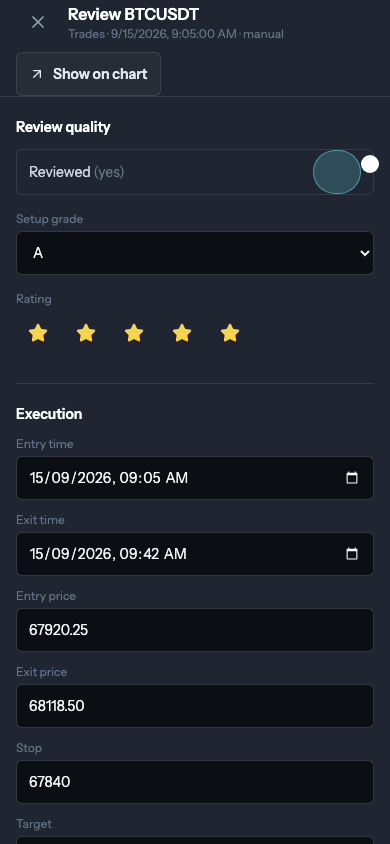 Review BTCUSDT
Trades · 9/15/2026, 9:05:00 AM · manual
Show on chart
Review quality
Reviewed (yes)
Setup grade
A
Rating
Execution
Entry time
15/09/2026, 09:05 AM
Exit time
15/09/2026, 09:42 AM
Entry price
67920.25
Exit price
68118.50
Stop
67840
Target